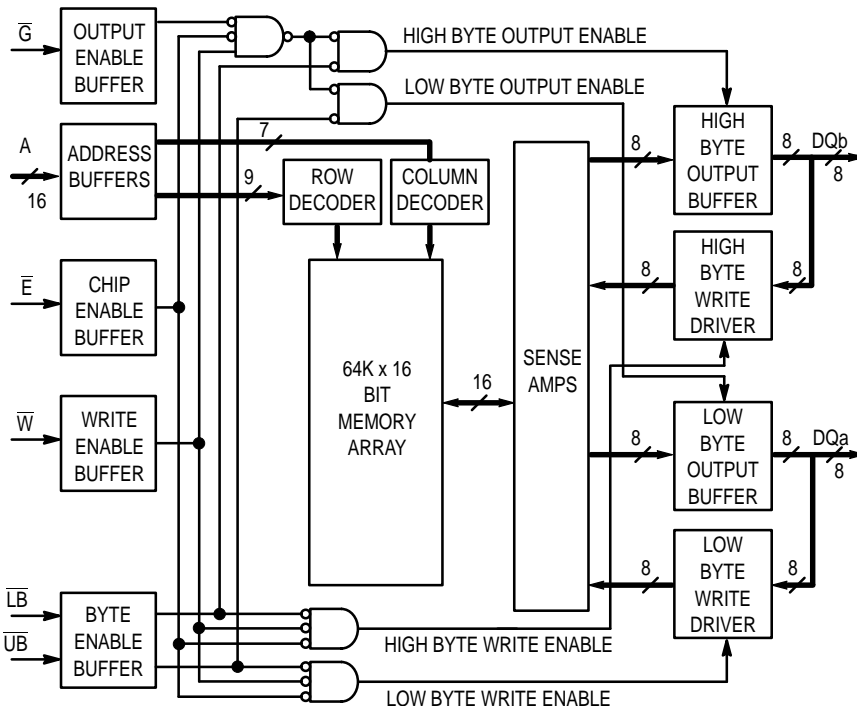 G̅
OUTPUT
ENABLE
BUFFER
HIGH BYTE OUTPUT ENABLE
LOW BYTE OUTPUT ENABLE
A
16
ADDRESS
BUFFERS
7
9
ROW
DECODER
COLUMN
DECODER
8
HIGH
BYTE
OUTPUT
BUFFER
8
DQb
8
E̅
CHIP
ENABLE
BUFFER
8
HIGH
BYTE
WRITE
DRIVER
8
64K x 16
BIT
MEMORY
ARRAY
16
SENSE
AMPS
W̅
WRITE
ENABLE
BUFFER
8
LOW
BYTE
OUTPUT
BUFFER
8
DQa
8
8
LOW
BYTE
WRITE
DRIVER
8
L̅B̅
U̅B̅
BYTE
ENABLE
BUFFER
HIGH BYTE WRITE ENABLE
LOW BYTE WRITE ENABLE